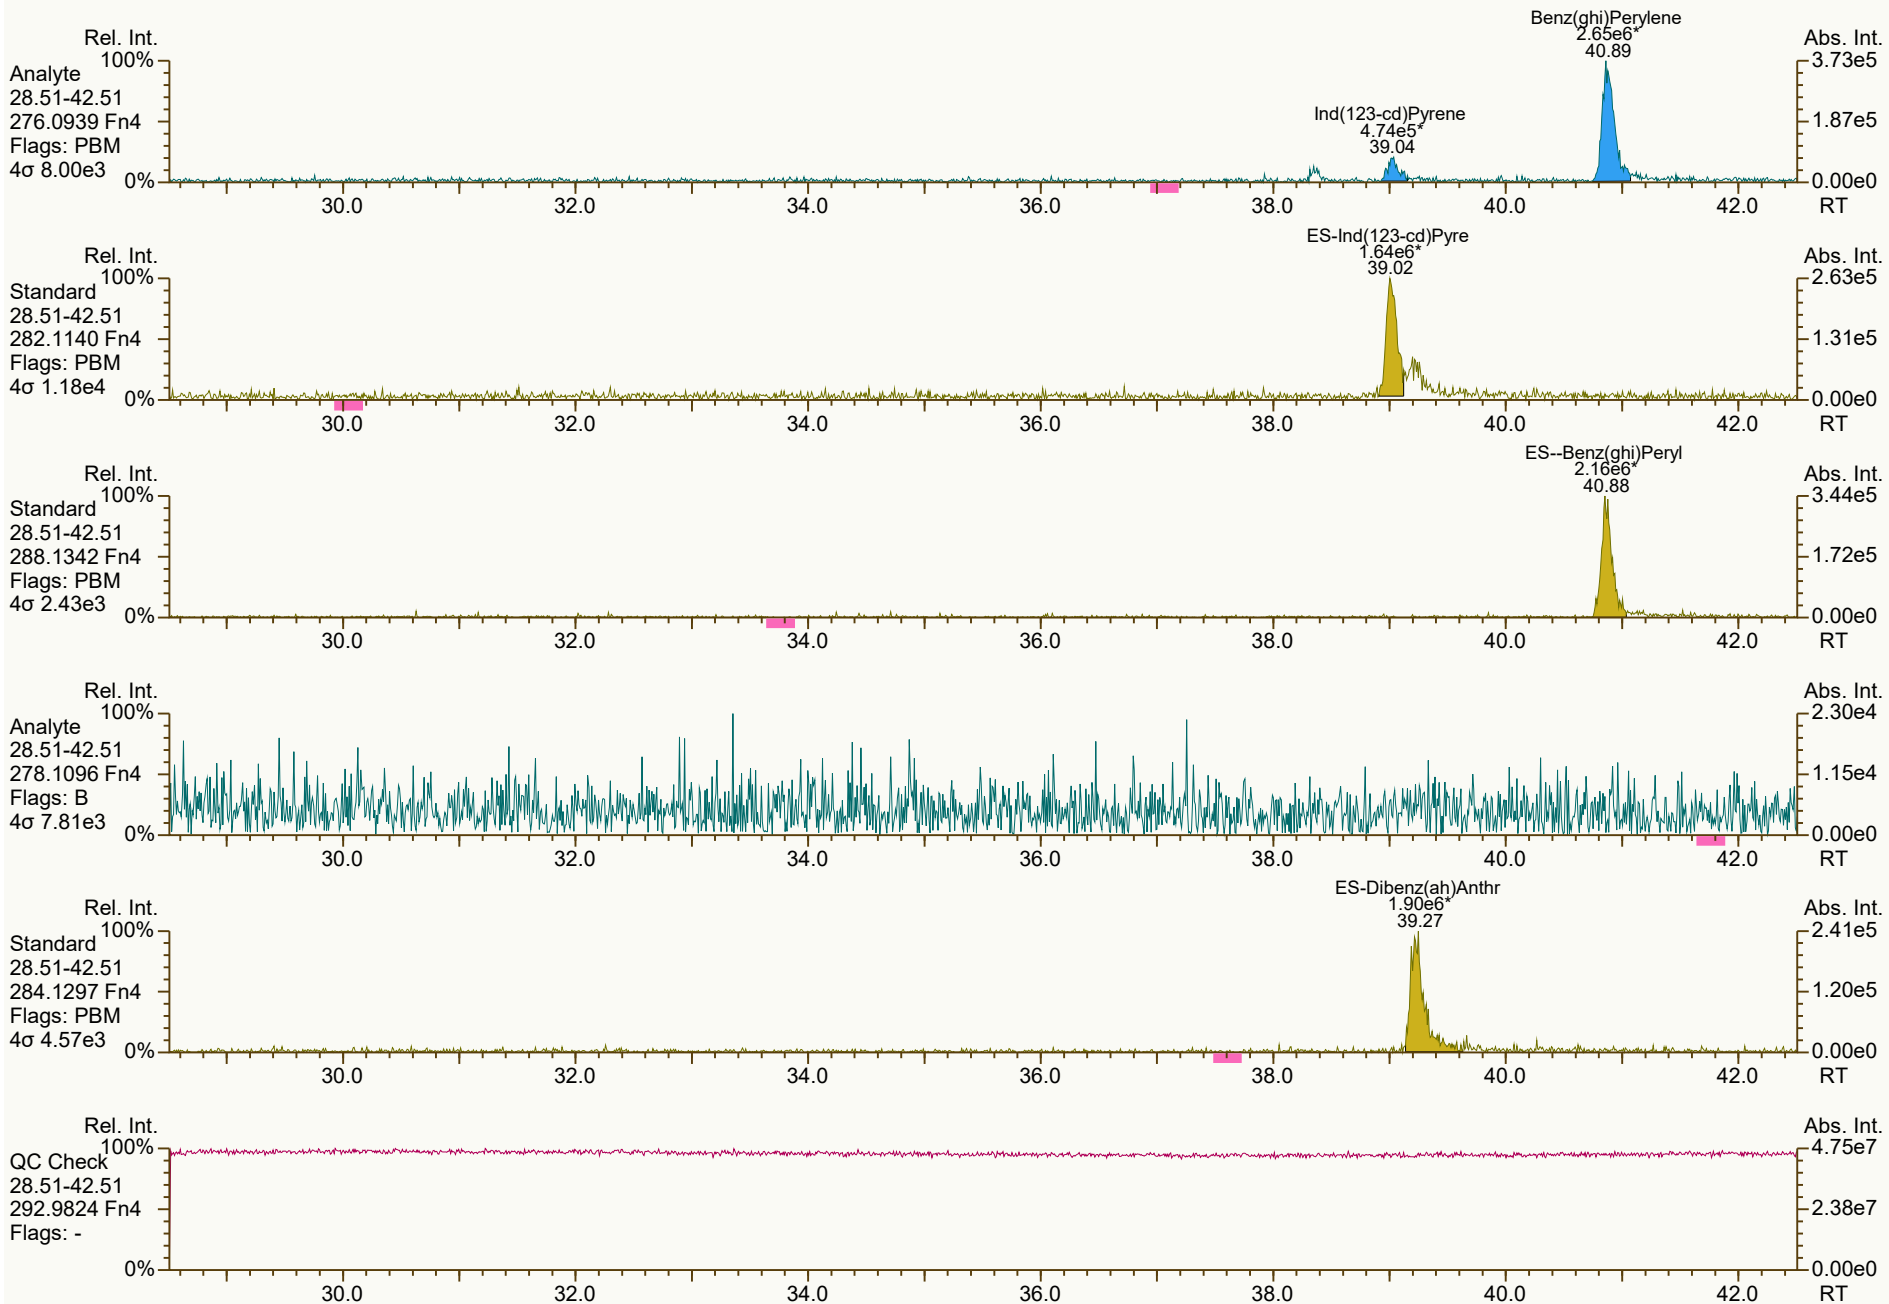 Benz(ghi)Perylene
2.65e6*
40.89
Rel. Int.
Abs. Int.
100%
3.73e5
Analyte
28.51-42.51
276.0939 Fn4
Flags: PBM
4σ 8.00e3
Ind(123-cd)Pyrene
4.74e5*
39.04
1.87e5
0%
0.00e0
30.0 32.0 34.0 36.0 38.0 40.0 42.0 RT
ES-Ind(123-cd)Pyre
1.64e6*
39.02
Rel. Int.
Abs. Int.
100%
2.63e5
Standard
28.51-42.51
282.1140 Fn4
Flags: PBM
4σ 1.18e4
1.31e5
0%
0.00e0
30.0 32.0 34.0 36.0 38.0 40.0 42.0 RT
ES--Benz(ghi)Peryl
2.16e6*
40.88
Rel. Int.
Abs. Int.
100%
3.44e5
Standard
28.51-42.51
288.1342 Fn4
Flags: PBM
4σ 2.43e3
1.72e5
0%
0.00e0
30.0 32.0 34.0 36.0 38.0 40.0 42.0 RT
Rel. Int.
Abs. Int.
100%
2.30e4
Analyte
28.51-42.51
278.1096 Fn4
Flags: B
4σ 7.81e3
1.15e4
0%
0.00e0
30.0 32.0 34.0 36.0 38.0 40.0 42.0 RT
ES-Dibenz(ah)Anthr
1.90e6*
39.27
Rel. Int.
Abs. Int.
100%
2.41e5
Standard
28.51-42.51
284.1297 Fn4
Flags: PBM
4σ 4.57e3
1.20e5
0%
0.00e0
30.0 32.0 34.0 36.0 38.0 40.0 42.0 RT
Rel. Int.
Abs. Int.
100%
4.75e7
QC Check
28.51-42.51
292.9824 Fn4
Flags: -
2.38e7
0%
0.00e0
30.0 32.0 34.0 36.0 38.0 40.0 42.0 RT